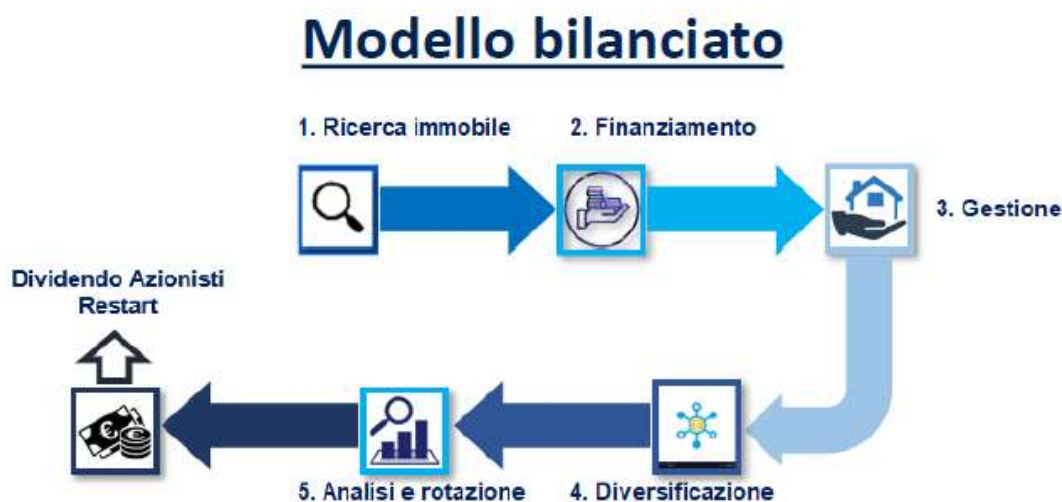 Modello bilanciato
1. Ricerca immobile
2. Finanziamento
3. Gestione
Dividendo Azionisti
Restart
5. Analisi e rotazione
4. Diversificazione